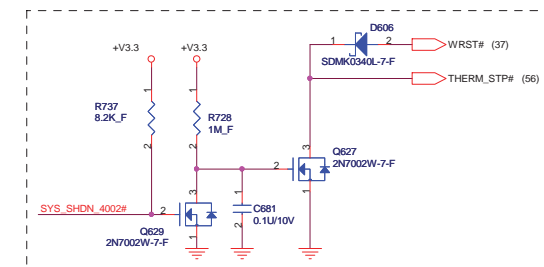 D606
1 2 WRST# (37)
SDMK0340L-7-F
+V3.3 +V3.3
THERM_STP# (56)
1 1
R737 R728
8.2K_F 1M_F
2 2
Q627
3 2N7002W-7-F
2
3 1 1
SYS_SHDN_4002# 2 C681
0.1U/10V
Q629 1 2
2N7002W-7-F